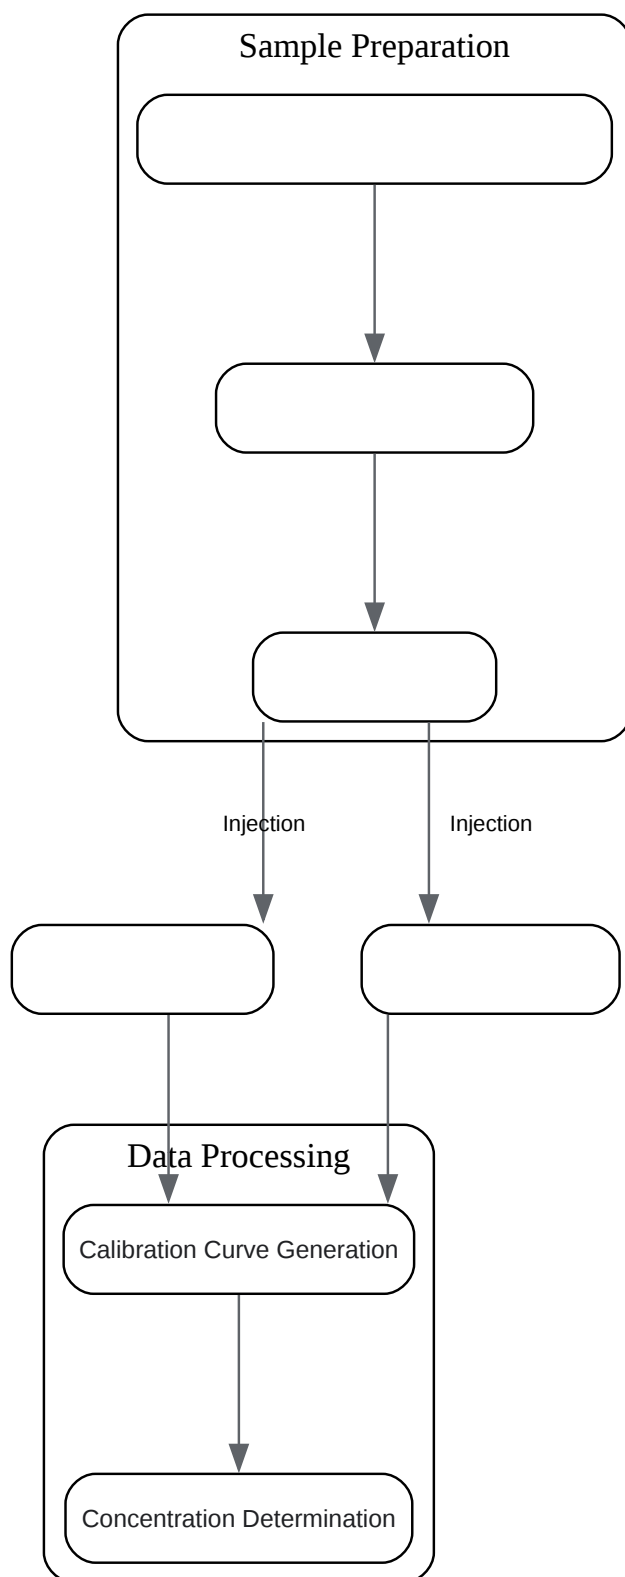 Sample Preparation
Injection
Injection
Data Processing
Calibration Curve Generation
Concentration Determination